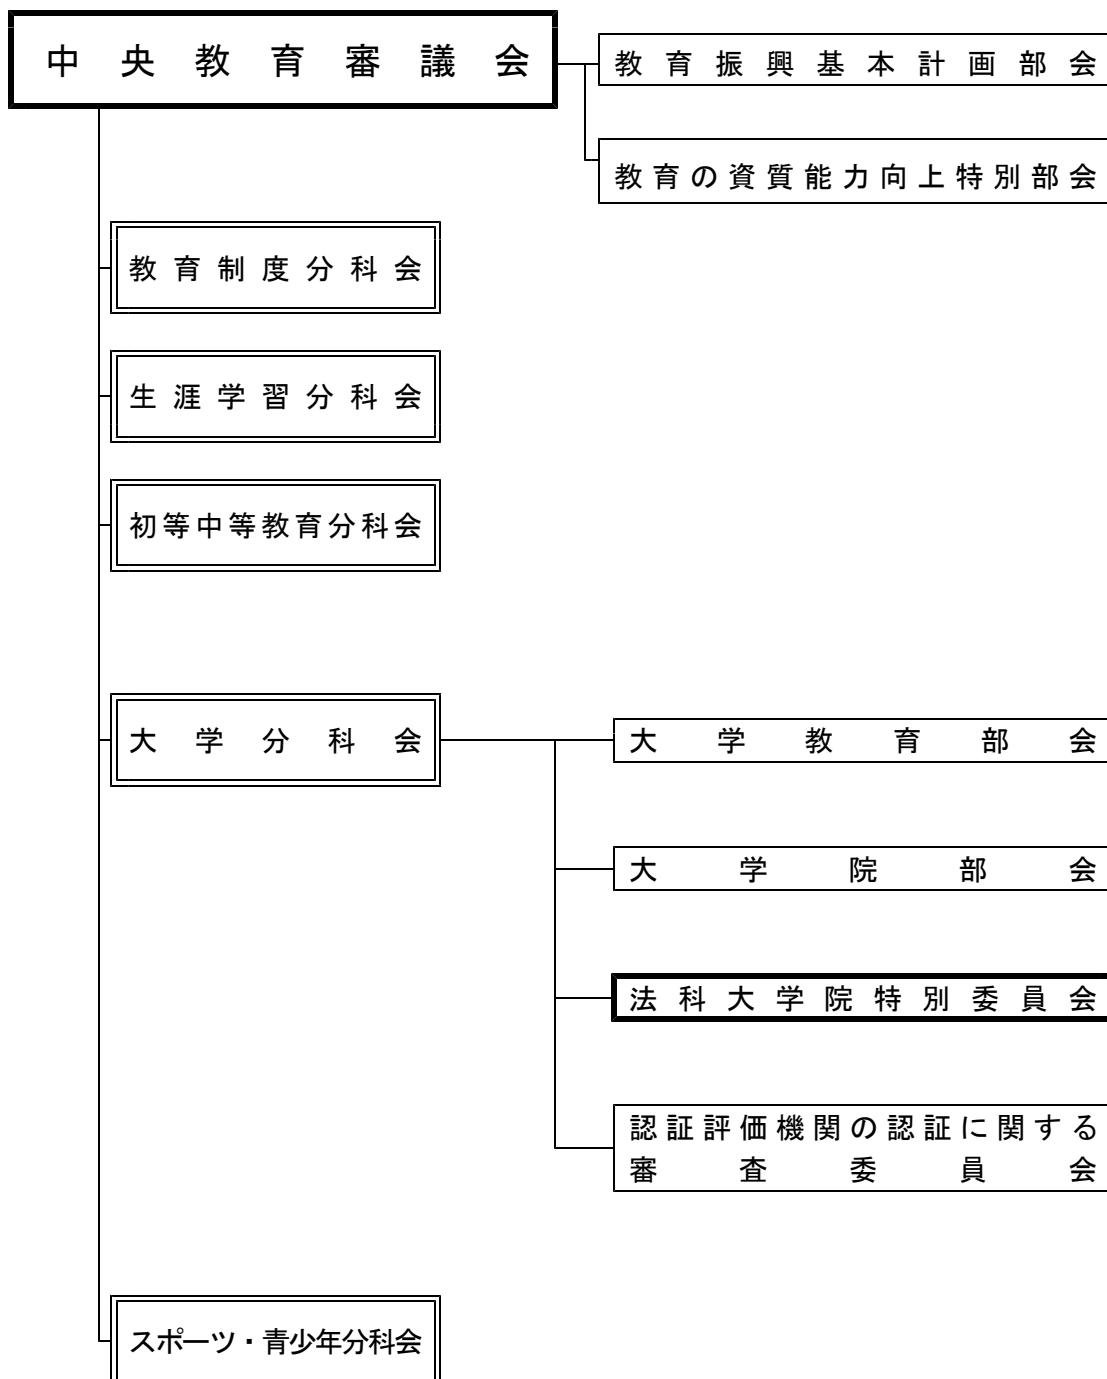 中央教育審議会
教育振興基本計画部会
教育の資質能力向上特別部会
教育制度分科会
生涯学習分科会
初等中等教育分科会
大学分科会
大学教育部会
大学院部会
法科大学院特別委員会
認証評価機関の認証に関する
審査委員会
スポーツ・青少年分科会